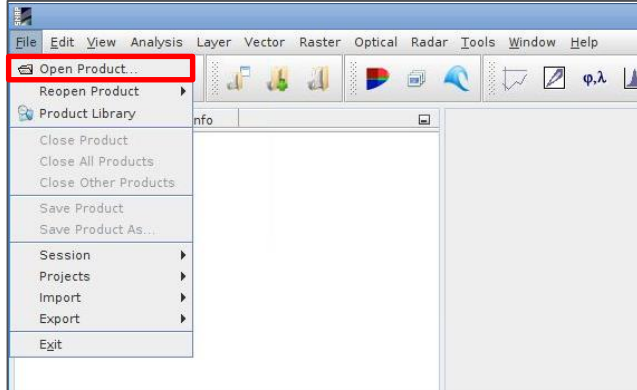 SNAP
File Edit View Analysis Layer Vector Raster Optical Radar Tools Window Help
Open Product...
Reopen Product
Product Library
nfo
Close Product
Close All Products
Close Other Products
Save Product
Save Product As...
Session
Projects
Import
Export
Exit
φ,λ